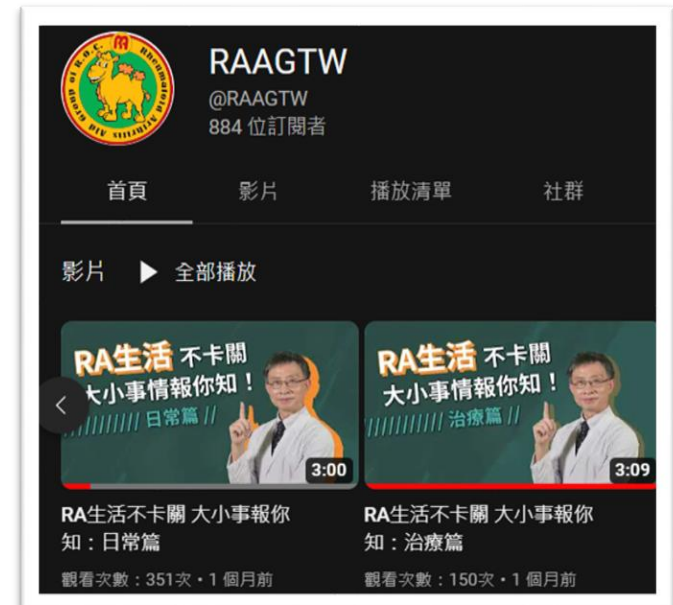 Rheumatoid Arthritis Aid Group of R.O.C.
RA
RAAGTW
@RAAGTW
884 位訂閱者
首頁 影片 播放清單 社群
影片 ▶ 全部播放
RA生活 不卡關
大小事情報你知！
////////// 日常篇 //
3:00
RA生活 不卡關
大小事情報你知！
////////// 治療篇 //
3:09
RA生活不卡關 大小事報你
知：日常篇
觀看次數：351次・1 個月前
RA生活不卡關 大小事報你
知：治療篇
觀看次數：150次・1 個月前